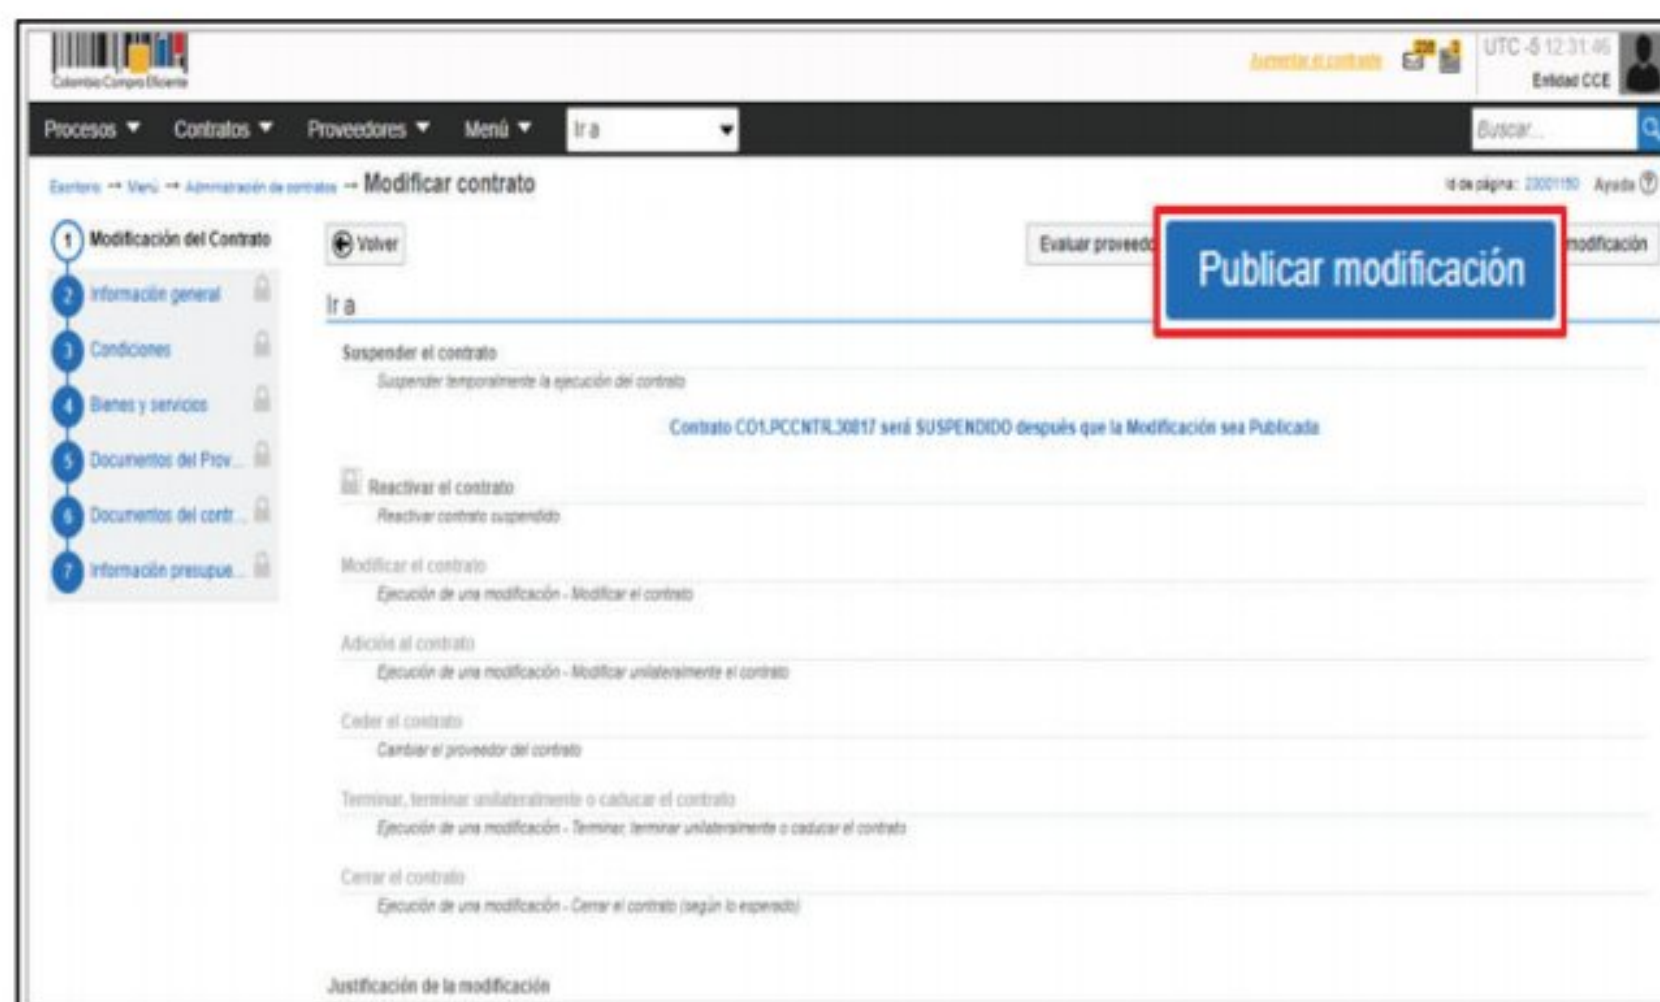 Colombia Compra Eficiente
Aumentar el contraste
UTC -5 12:31:46
Entidad CCE
Procesos Contratos Proveedores Menú Ir a Buscar...
Escritorio → Menú → Administración de contratos → Modificar contrato
Id de página: 23001150 Ayuda
1 Modificación del Contrato
2 Información general
3 Condiciones
4 Bienes y servicios
5 Documentos del Prov...
6 Documentos del contr...
7 Información presupue...
Volver
Evaluar proveedo
Publicar modificación
modificación
Ir a
Suspender el contrato
Suspender temporalmente la ejecución del contrato
Contrato CO1.PCCNTR.30817 será SUSPENDIDO después que la Modificación sea Publicada
Reactivar el contrato
Reactivar contrato suspendido
Modificar el contrato
Ejecución de una modificación - Modificar el contrato
Adición al contrato
Ejecución de una modificación - Modificar unilateralmente el contrato
Ceder el contrato
Cambiar el proveedor del contrato
Terminar, terminar unilateralmente o caducar el contrato
Ejecución de una modificación - Terminar, terminar unilateralmente o caducar el contrato
Cerrar el contrato
Ejecución de una modificación - Cerrar el contrato (según lo esperado)
Justificación de la modificación